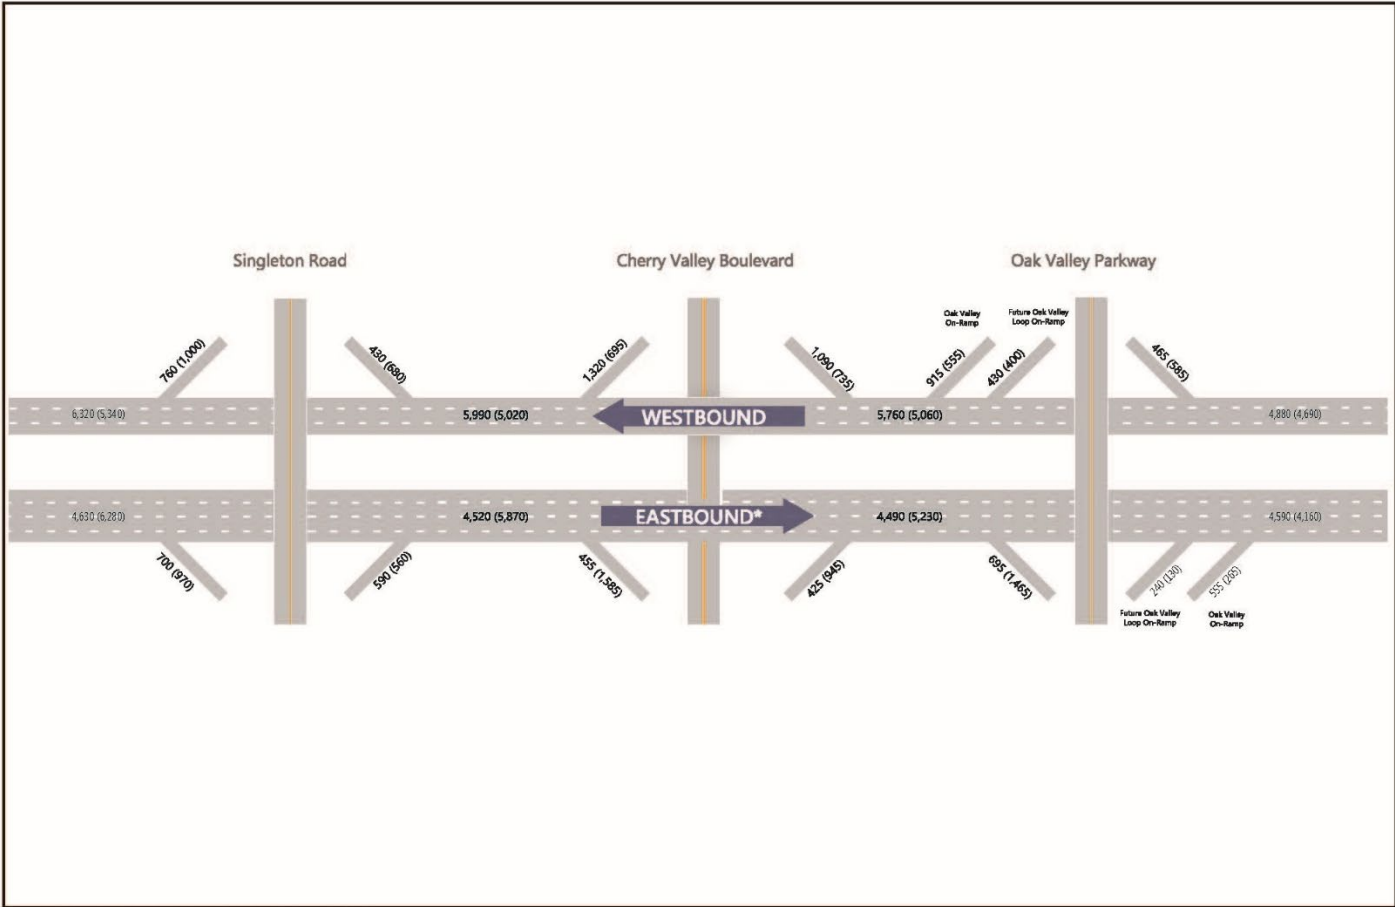 Singleton Road
Cherry Valley Boulevard
Oak Valley Parkway
Oak Valley
On-Ramp
Future Oak Valley
Loop On-Ramp
760 (1,000)
430 (680)
1,320 (695)
1,090 (735)
915 (555)
430 (400)
465 (585)
6,320 (5,340)
5,990 (5,020)
WESTBOUND
5,760 (5,060)
4,880 (4,690)
4,630 (6,280)
4,520 (5,870)
EASTBOUND*
4,490 (5,230)
4,590 (4,160)
700 (970)
590 (560)
455 (1,585)
425 (945)
695 (1,465)
240 (130)
555 (265)
Future Oak Valley
Loop On-Ramp
Oak Valley
On-Ramp